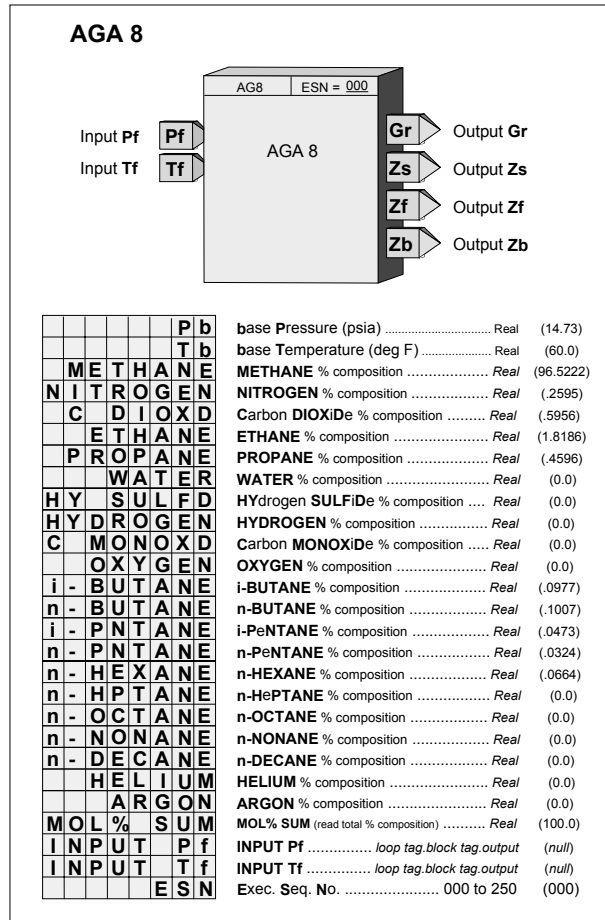 AGA 8
AG8 ESN = 000
Input Pf Pf AGA 8 Gr Output Gr
Input Tf Tf Zs Output Zs
Zf Output Zf
Zb Output Zb
Pb base Pressure (psia) ................................ Real (14.73)
Tb base Temperature (deg F) ..................... Real (60.0)
METHANE METHANE % composition ................... Real (96.5222)
NITROGEN NITROGEN % composition .................. Real (.2595)
C DIOXD Carbon DIOXiDe % composition ......... Real (.5956)
ETHANE ETHANE % composition ...................... Real (1.8186)
PROPANE PROPANE % composition .................... Real (.4596)
WATER WATER % composition ........................ Real (0.0)
HY SULFD HYdrogen SULFiDe % composition .... Real (0.0)
HYDROGEN HYDROGEN % composition ................. Real (0.0)
C MONOXD Carbon MONOXiDe % composition ..... Real (0.0)
OXYGEN OXYGEN % composition ...................... Real (0.0)
i-BUTANE i-BUTANE % composition ................... Real (.0977)
n-BUTANE n-BUTANE % composition .................. Real (.1007)
i-PNTANE i-PeNTANE % composition ................. Real (.0473)
n-PNTANE n-PeNTANE % composition ................ Real (.0324)
n-HEXANE n-HEXANE % composition .................. Real (.0664)
n-HPTANE n-HePTANE % composition ................ Real (0.0)
n-OCTANE n-OCTANE % composition .................. Real (0.0)
n-NONANE n-NONANE % composition ................. Real (0.0)
n-DECANE n-DECANE % composition .................. Real (0.0)
HELIUM HELIUM % composition ....................... Real (0.0)
ARGON ARGON % composition ....................... Real (0.0)
MOL% SUM MOL% SUM (read total % composition) .......... Real (100.0)
INPUT Pf INPUT Pf ............... loop tag.block tag.output (null)
INPUT Tf INPUT Tf ............... loop tag.block tag.output (null)
ESN Exec. Seq. No. ...................... 000 to 250 (000)